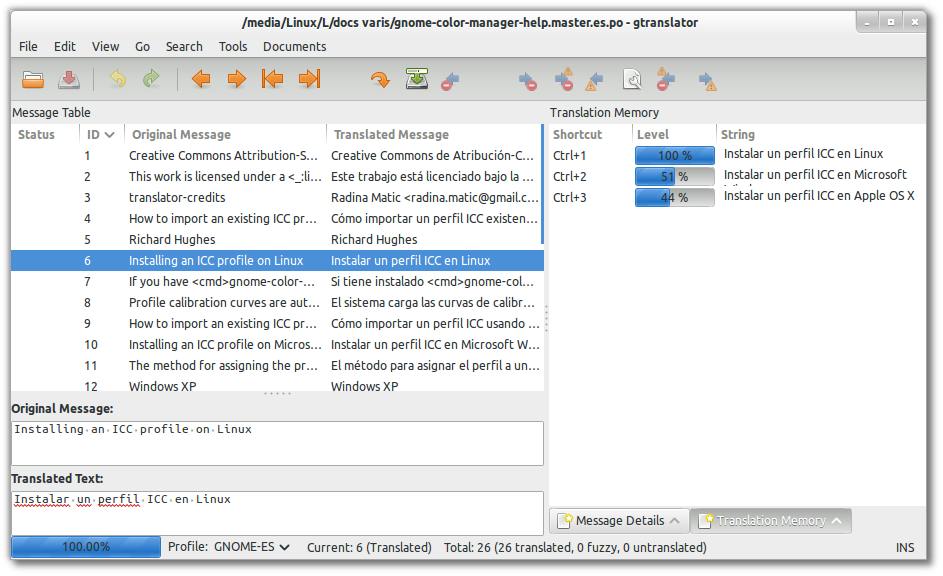 /media/Linux/L/docs varis/gnome-color-manager-help.master.es.po - gtranslator
File Edit View Go Search Tools Documents
Message Table
Status ID Original Message Translated Message
1 Creative Commons Attribution-S... Creative Commons de Atribución-C...
2 This work is licensed under a <_:li... Este trabajo está licenciado bajo la ...
3 translator-credits Radina Matic <radina.matic@gmail.c...
4 How to import an existing ICC pr... Cómo importar un perfil ICC existen...
5 Richard Hughes Richard Hughes
6 Installing an ICC profile on Linux Instalar un perfil ICC en Linux
7 If you have <cmd>gnome-color-... Si tiene instalado <cmd>gnome-col...
8 Profile calibration curves are aut... El sistema carga las curvas de calibr...
9 How to import an existing ICC pr... Cómo importar un perfil ICC usando ...
10 Installing an ICC profile on Micros... Instalar un perfil ICC en Microsoft W...
11 The method for assigning the pr... El método para asignar el perfil a un...
12 Windows XP Windows XP
Original Message:
Installing·an·ICC·profile·on·Linux
Translated Text:
Instalar·un·perfil·ICC·en·Linux
Translation Memory
Shortcut Level String
Ctrl+1 100 % Instalar un perfil ICC en Linux
Ctrl+2 51 % Instalar un perfil ICC en Microsoft
Ctrl+3 44 % Instalar un perfil ICC en Apple OS X
Message Details Translation Memory
100.00% Profile: GNOME-ES Current: 6 (Translated) Total: 26 (26 translated, 0 fuzzy, 0 untranslated) INS